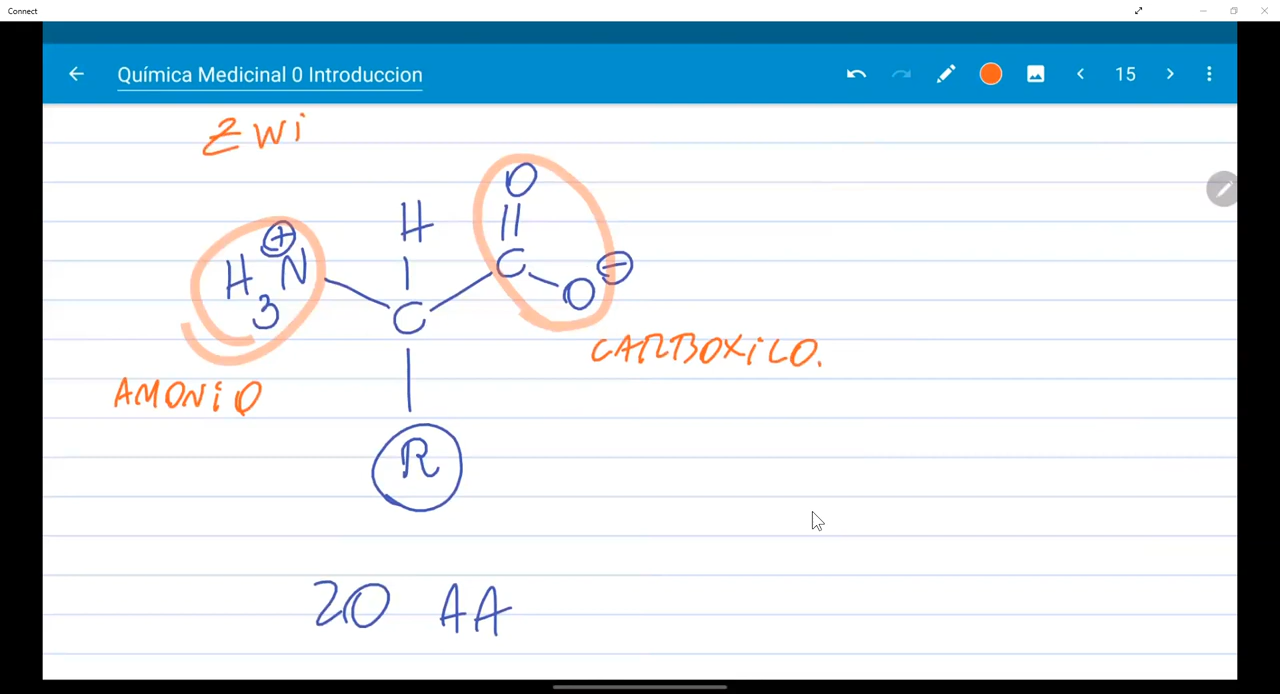 Connect
Química Medicinal 0 Introduccion
15
Zwi
O
H
||
⊕
H3N
C
O
⊖
C
CARBOXiLO.
AMONiO
R
20 AA